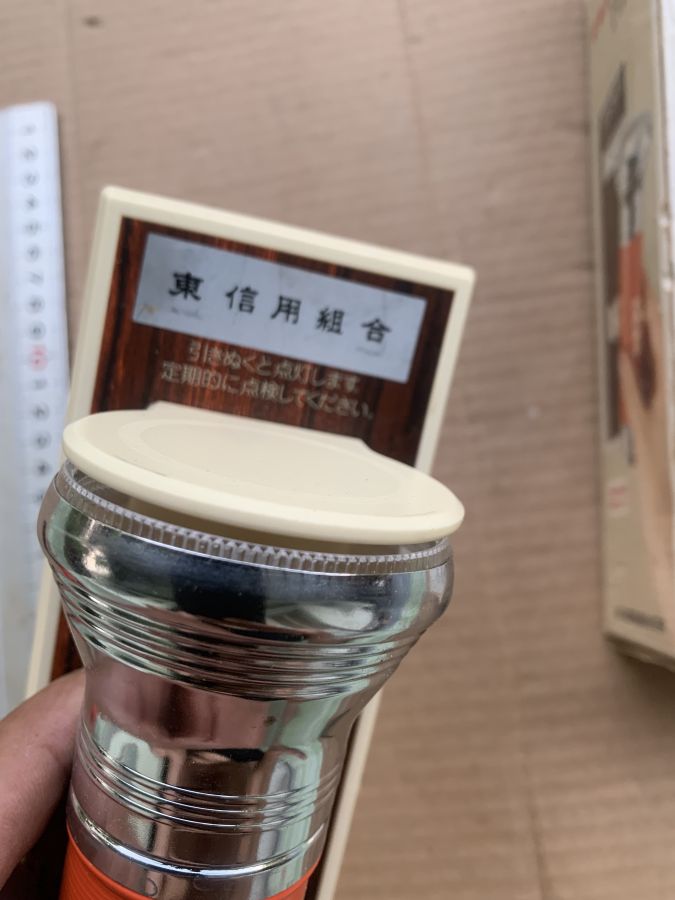 東信用組合
引きぬくと点灯します
定期的に点検してください。